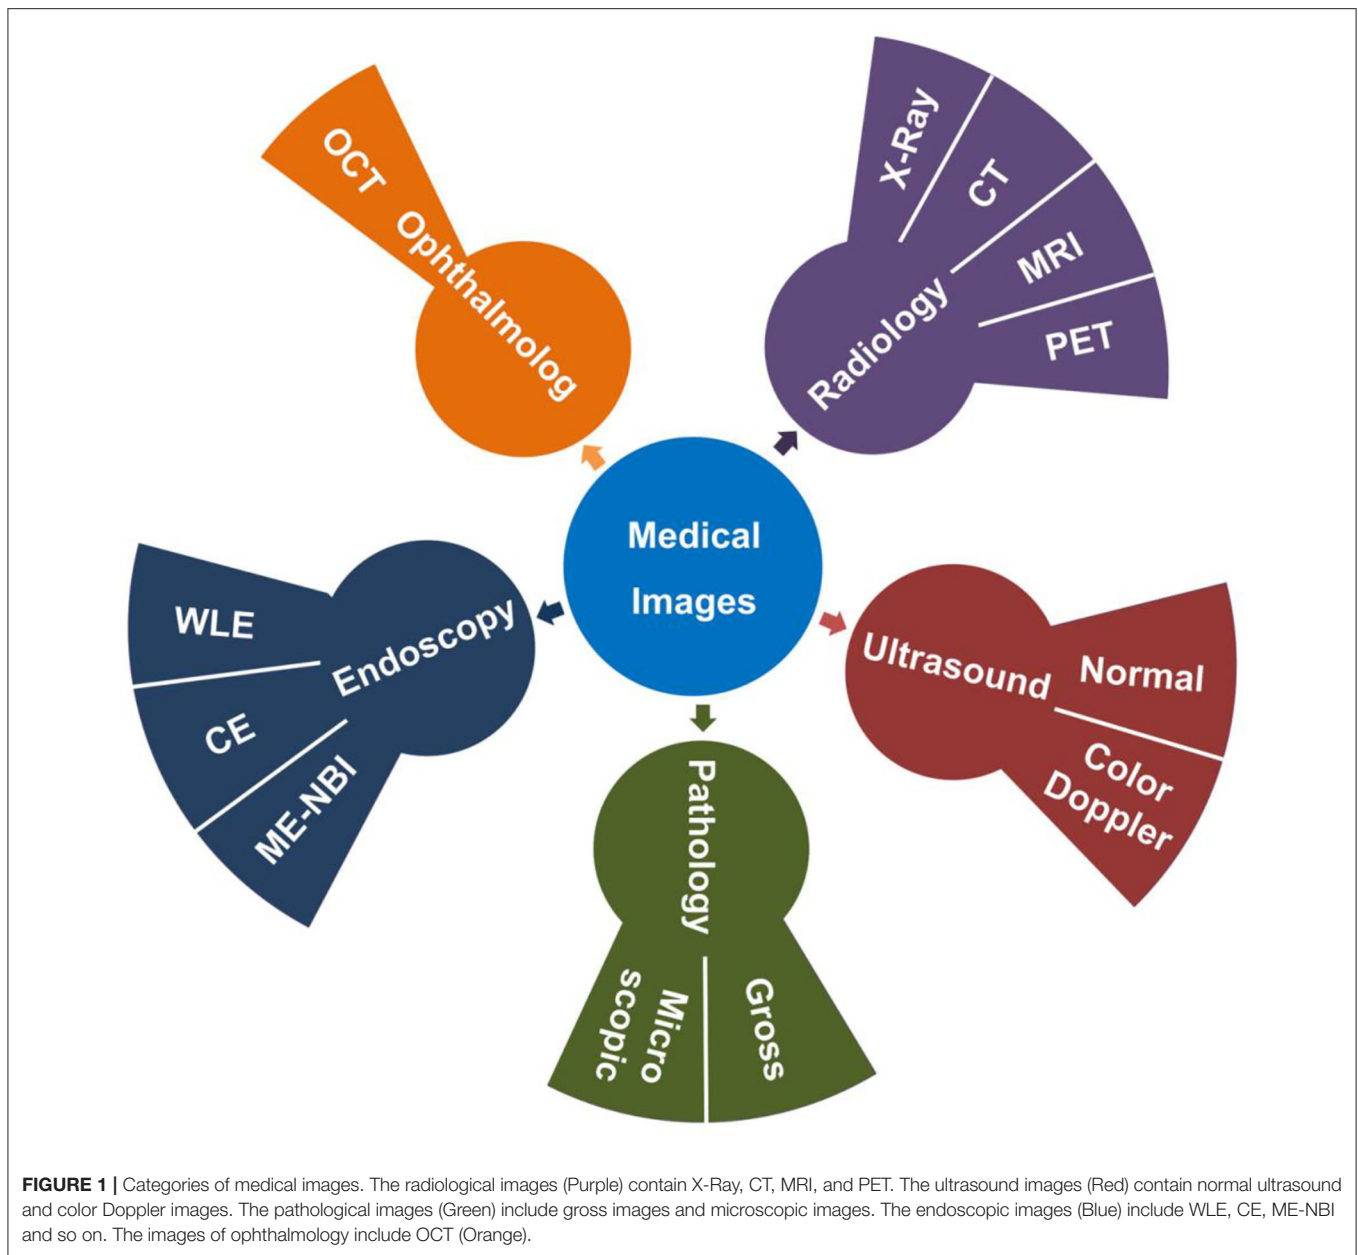 OCT
Ophthalmolog
X-Ray
CT
MRI
PET
Radiology
Medical
Images
WLE
CE
ME-NBI
Endoscopy
Ultrasound
Normal
Color
Doppler
Pathology
Micro
scopic
Gross
FIGURE 1 | Categories of medical images. The radiological images (Purple) contain X-Ray, CT, MRI, and PET. The ultrasound images (Red) contain normal ultrasound
and color Doppler images. The pathological images (Green) include gross images and microscopic images. The endoscopic images (Blue) include WLE, CE, ME-NBI
and so on. The images of ophthalmology include OCT (Orange).